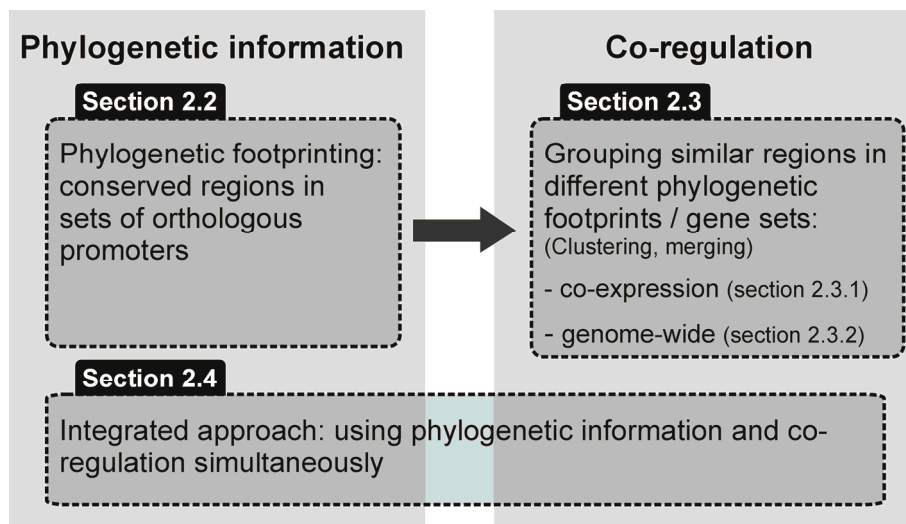 Phylogenetic information
Section 2.2
Phylogenetic footprinting:
conserved regions in
sets of orthologous
promoters
Co-regulation
Section 2.3
Grouping similar regions in
different phylogenetic
footprints / gene sets:
(Clustering, merging)
- co-expression (section 2.3.1)
- genome-wide (section 2.3.2)
Section 2.4
Integrated approach: using phylogenetic information and co-
regulation simultaneously